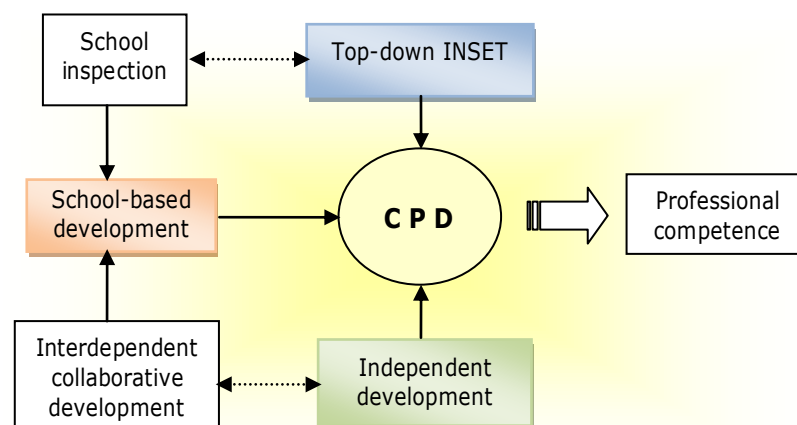 School
inspection
Top-down INSET
School-based
development
C P D
Professional
competence
Interdependent
collaborative
development
Independent
development